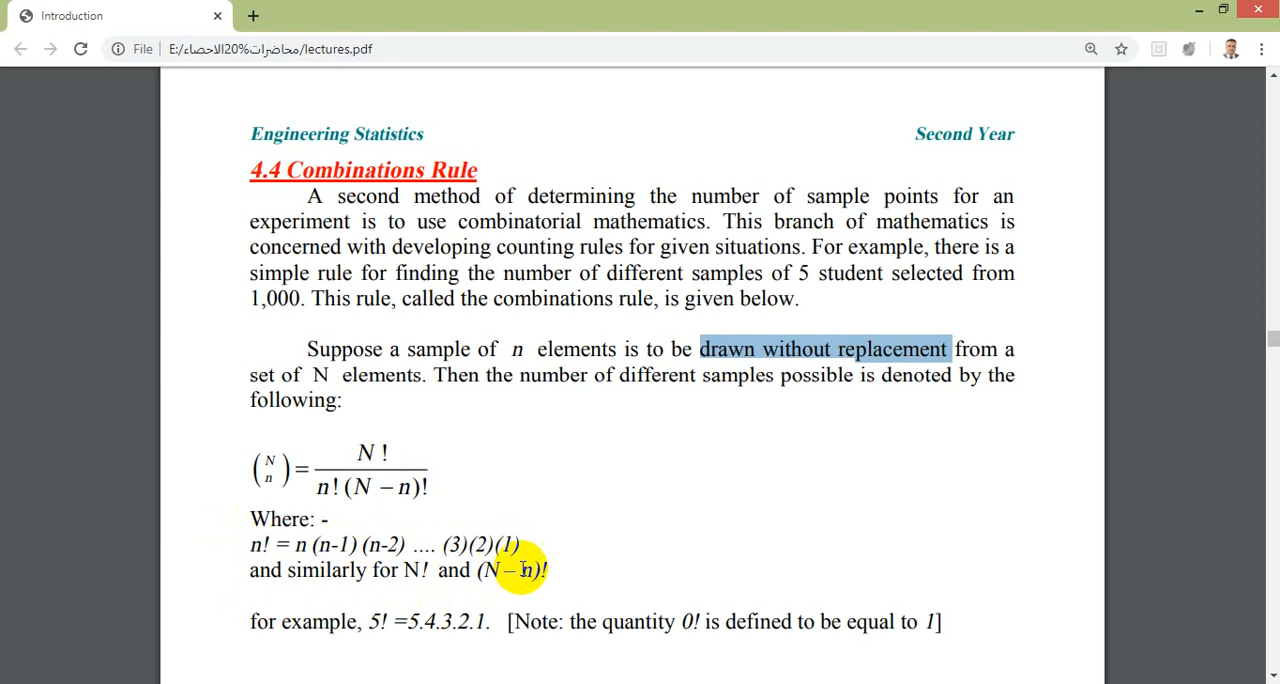 Introduction
File E:/محاضرات%20الاحصاء/lectures.pdf
Engineering Statistics Second Year
4.4 Combinations Rule
A second method of determining the number of sample points for an
experiment is to use combinatorial mathematics. This branch of mathematics is
concerned with developing counting rules for given situations. For example, there is a
simple rule for finding the number of different samples of 5 student selected from
1,000. This rule, called the combinations rule, is given below.
Suppose a sample of n elements is to be drawn without replacement from a
set of N elements. Then the number of different samples possible is denoted by the
following:
(N n) = N ! / n! (N – n)!
Where: -
n! = n (n-1) (n-2) .... (3)(2)(1)
and similarly for N! and (N – n)!
for example, 5! =5.4.3.2.1. [Note: the quantity 0! is defined to be equal to 1]